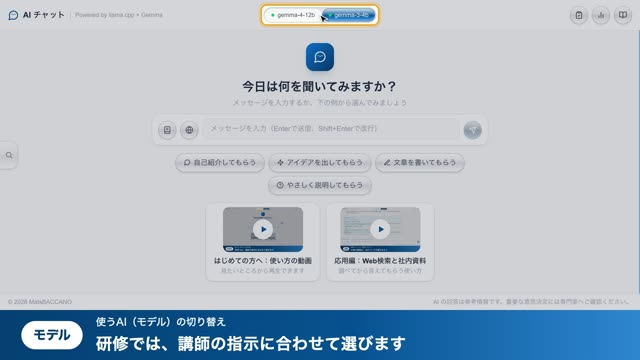 AI チャット
Powered by llama.cpp + Gemma
gemma-4-12b
gemma-3-4b
今日は何を聞いてみますか？
メッセージを入力するか、下の例から選んでみましょう
メッセージを入力（Enterで送信、Shift+Enterで改行）
自己紹介してもらう
アイデアを出してもらう
文章を書いてもらう
やさしく説明してもらう
はじめての方へ：使い方の動画
見たいところから再生できます
応用編：Web検索と社内資料
調べてから答えてもらう使い方
AI の回答は参考情報です。重要な意思決定には専門家へご確認ください。
モデル
使うAI（モデル）の切り替え
研修では、講師の指示に合わせて選びます